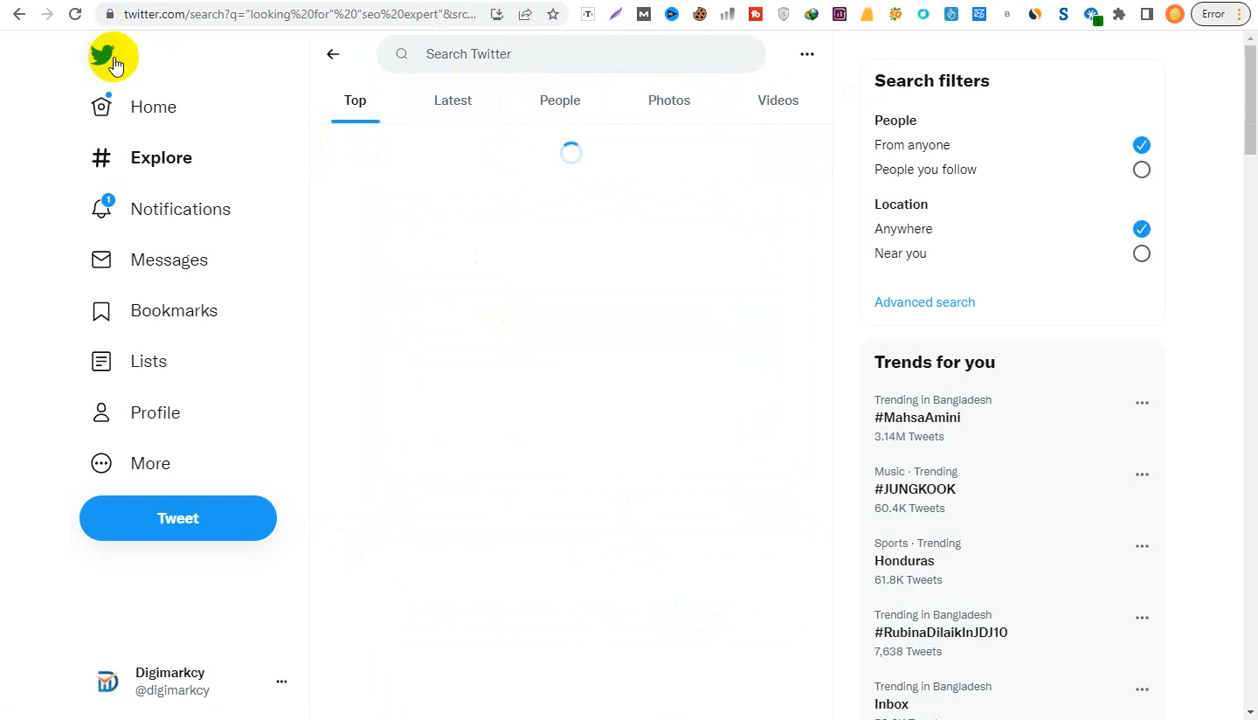 twitter.com/search?q="looking%20for"%20"seo%20expert"&src...
Error
Home
Explore
1
Notifications
Messages
Bookmarks
Lists
Profile
More
Tweet
Digimarkcy
@digimarkcy
Search Twitter
Top
Latest
People
Photos
Videos
Search filters
People
From anyone
People you follow
Location
Anywhere
Near you
Advanced search
Trends for you
Trending in Bangladesh
#MahsaAmini
3.14M Tweets
Music · Trending
#JUNGKOOK
60.4K Tweets
Sports · Trending
Honduras
61.8K Tweets
Trending in Bangladesh
#RubinaDilaikInJDJ10
7,638 Tweets
Trending in Bangladesh
Inbox